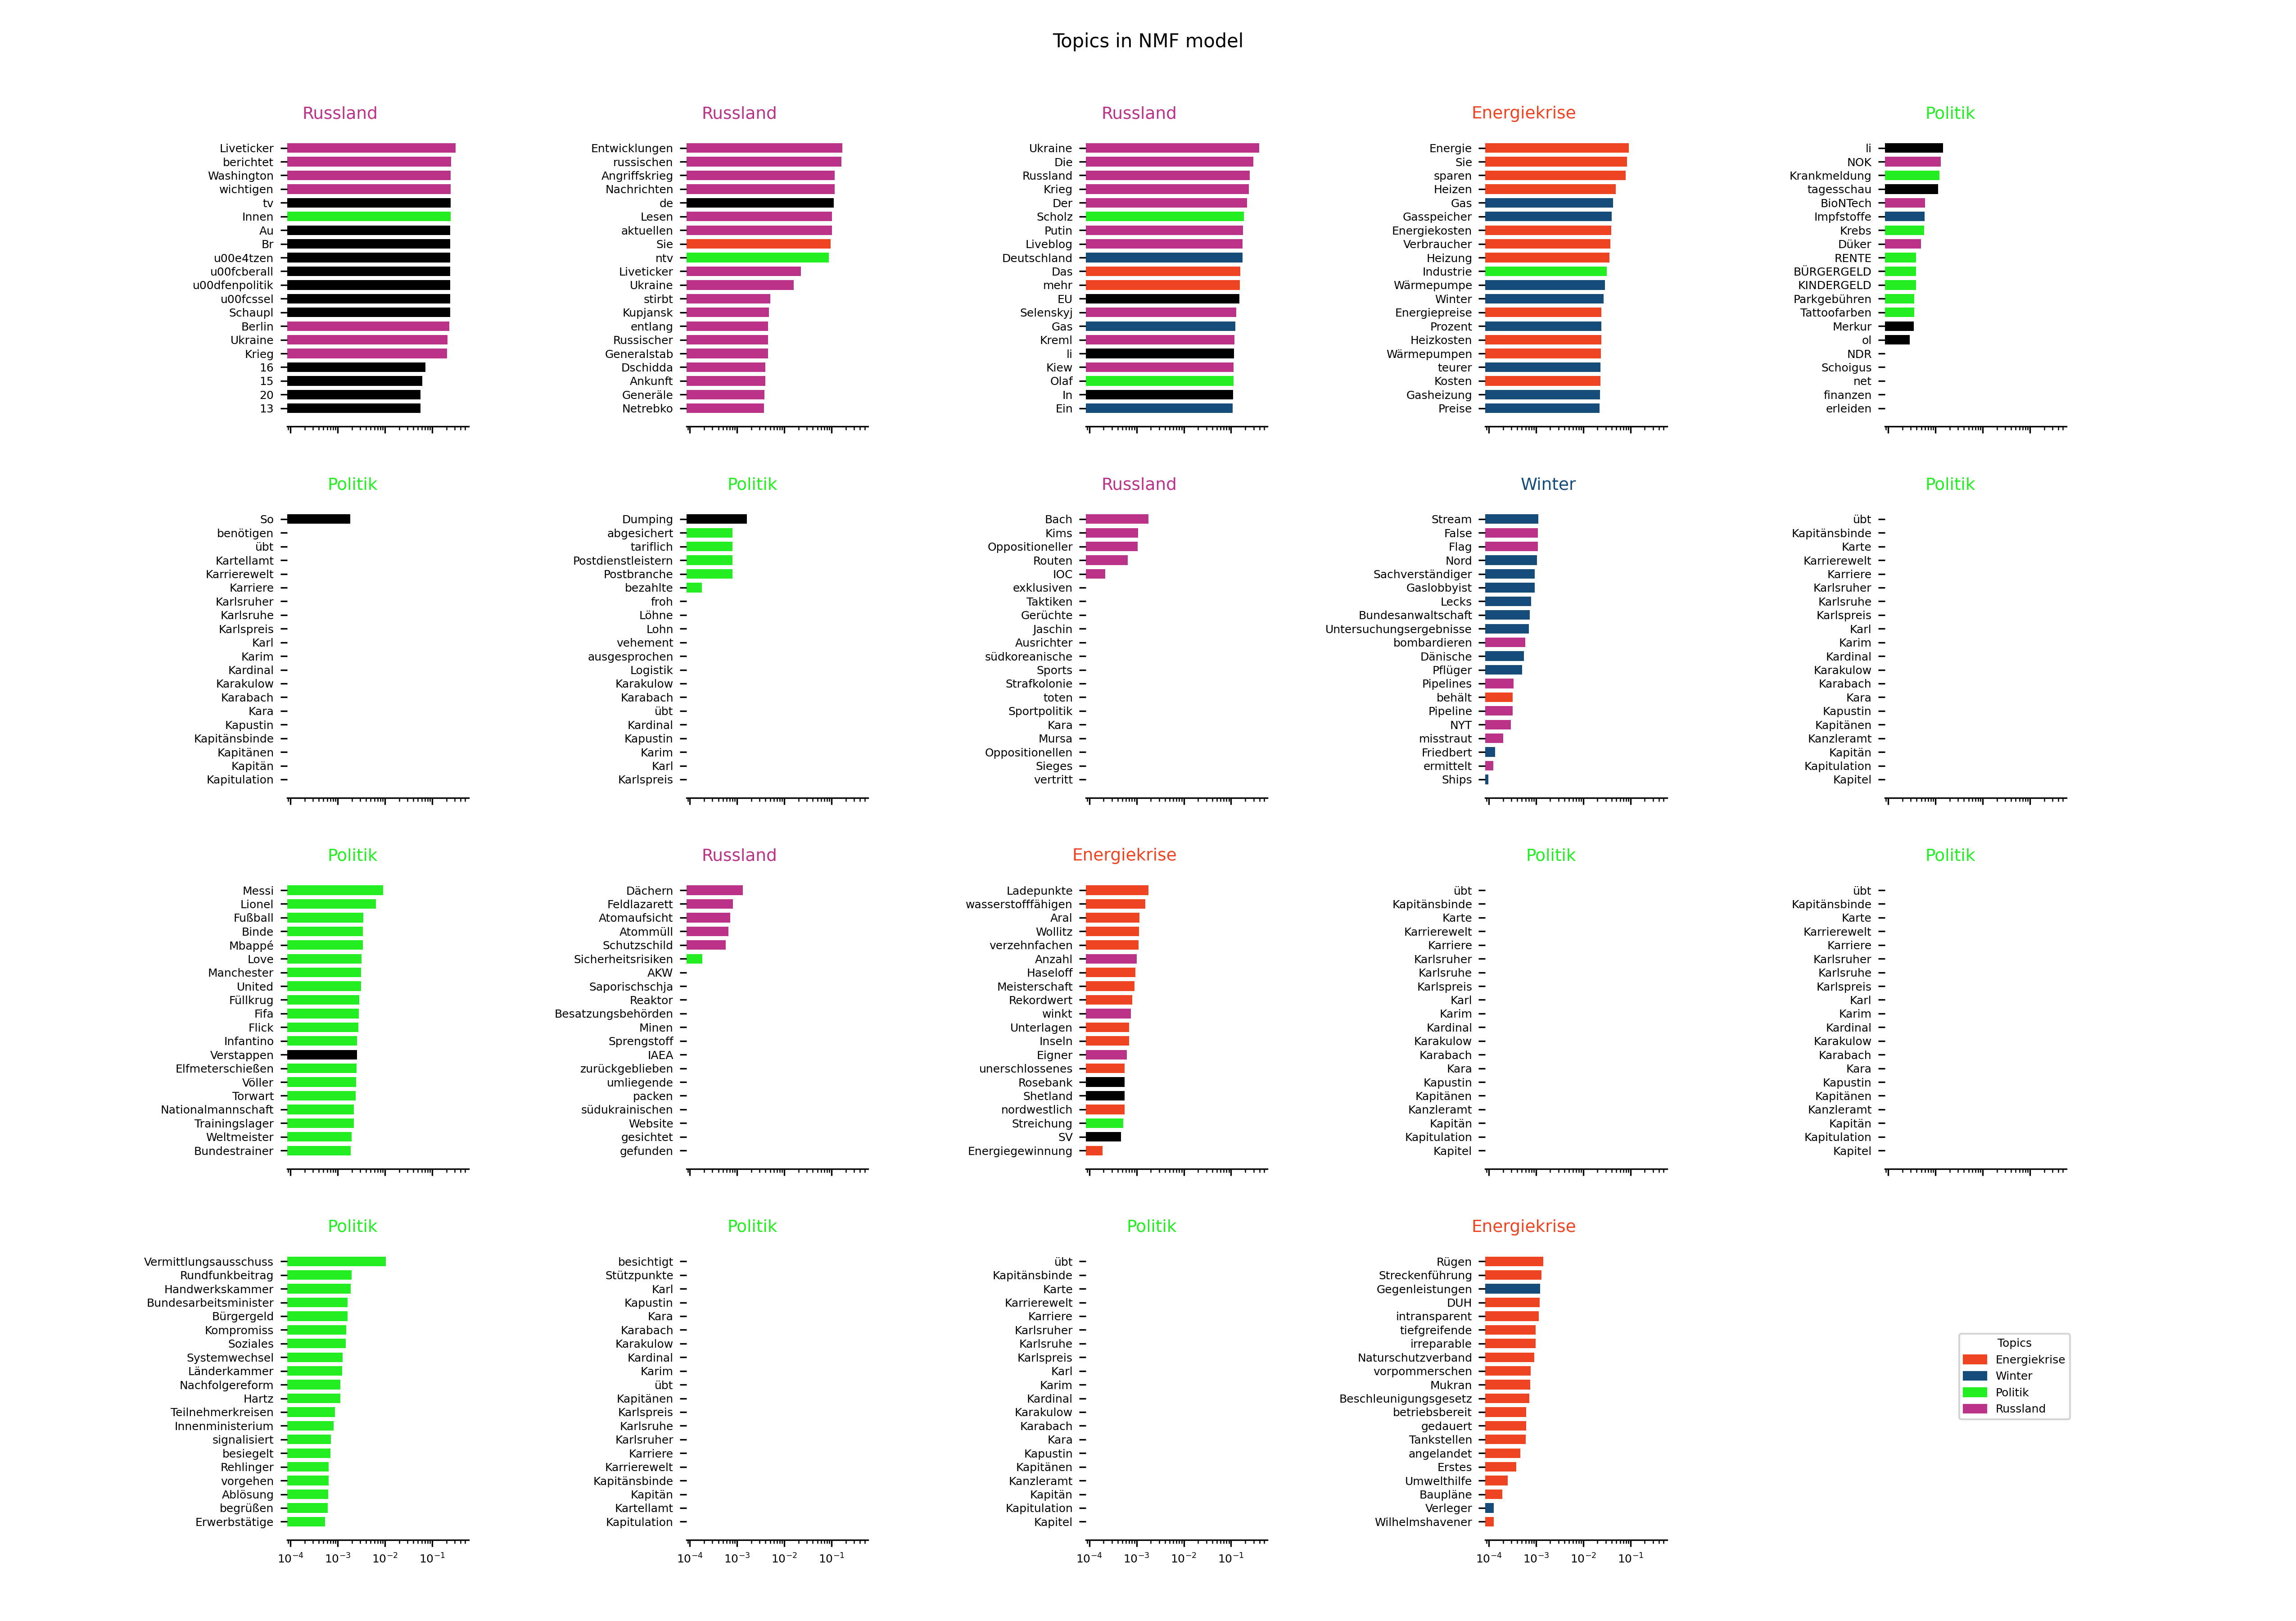 Topics in NMF model
Russland
Liveticker
berichtet
Washington
wichtigen
tv
Innen
Au
Br
u00e4tzen
u00fcberall
u00dfenpolitik
u00fcssel
Schaupl
Berlin
Ukraine
Krieg
16
15
20
13
Russland
Entwicklungen
russischen
Angriffskrieg
Nachrichten
de
Lesen
aktuellen
Sie
ntv
Liveticker
Ukraine
stirbt
Kupjansk
entlang
Russischer
Generalstab
Dschidda
Ankunft
Generäle
Netrebko
Russland
Ukraine
Die
Russland
Krieg
Der
Scholz
Putin
Liveblog
Deutschland
Das
mehr
EU
Selenskyj
Gas
Kreml
li
Kiew
Olaf
In
Ein
Energiekrise
Energie
Sie
sparen
Heizen
Gas
Gasspeicher
Energiekosten
Verbraucher
Heizung
Industrie
Wärmepumpe
Winter
Energiepreise
Prozent
Heizkosten
Wärmepumpen
teurer
Kosten
Gasheizung
Preise
Politik
li
NOK
Krankmeldung
tagesschau
BioNTech
Impfstoffe
Krebs
Düker
RENTE
BÜRGERGELD
KINDERGELD
Parkgebühren
Tattoofarben
Merkur
ol
NDR
Schoigus
net
finanzen
erleiden
Politik
So
benötigen
übt
Kartellamt
Karrierewelt
Karriere
Karlsruher
Karlsruhe
Karlspreis
Karl
Karim
Kardinal
Karakulow
Karabach
Kara
Kapustin
Kapitänsbinde
Kapitänen
Kapitän
Kapitulation
Politik
Dumping
abgesichert
tariflich
Postdienstleistern
Postbranche
bezahlte
froh
Löhne
Lohn
vehement
ausgesprochen
Logistik
Karakulow
Karabach
übt
Kardinal
Kapustin
Karim
Karl
Karlspreis
Russland
Bach
Kims
Oppositioneller
Routen
IOC
exklusiven
Taktiken
Gerüchte
Jaschin
Ausrichter
südkoreanische
Sports
Strafkolonie
toten
Sportpolitik
Kara
Mursa
Oppositionellen
Sieges
vertritt
Winter
Stream
False
Flag
Nord
Sachverständiger
Gaslobbyist
Lecks
Bundesanwaltschaft
Untersuchungsergebnisse
bombardieren
Dänische
Pflüger
Pipelines
behält
Pipeline
NYT
misstraut
Friedbert
ermittelt
Ships
Politik
übt
Kapitänsbinde
Karte
Karrierewelt
Karriere
Karlsruher
Karlsruhe
Karlspreis
Karl
Karim
Kardinal
Karakulow
Karabach
Kara
Kapustin
Kapitänen
Kanzleramt
Kapitän
Kapitulation
Kapitel
Politik
Messi
Lionel
Fußball
Binde
Mbappé
Love
Manchester
United
Füllkrug
Fifa
Flick
Infantino
Verstappen
Elfmeterschießen
Völler
Torwart
Nationalmannschaft
Trainingslager
Weltmeister
Bundestrainer
Russland
Dächern
Feldlazarett
Atomaufsicht
Atommüll
Schutzschild
Sicherheitsrisiken
AKW
Saporischschja
Reaktor
Besatzungsbehörden
Minen
Sprengstoff
IAEA
zurückgeblieben
umliegende
packen
südukrainischen
Website
gesichtet
gefunden
Energiekrise
Ladepunkte
wasserstofffähigen
Aral
Wollitz
verzehnfachen
Anzahl
Haseloff
Meisterschaft
Rekordwert
winkt
Unterlagen
Inseln
Eigner
unerschlossenes
Rosebank
Shetland
nordwestlich
Streichung
SV
Energiegewinnung
Politik
übt
Kapitänsbinde
Karte
Karrierewelt
Karriere
Karlsruher
Karlsruhe
Karlspreis
Karl
Karim
Kardinal
Karakulow
Karabach
Kara
Kapustin
Kapitänen
Kanzleramt
Kapitän
Kapitulation
Kapitel
Politik
übt
Kapitänsbinde
Karte
Karrierewelt
Karriere
Karlsruher
Karlsruhe
Karlspreis
Karl
Karim
Kardinal
Karakulow
Karabach
Kara
Kapustin
Kapitänen
Kanzleramt
Kapitän
Kapitulation
Kapitel
Politik
Vermittlungsausschuss
Rundfunkbeitrag
Handwerkskammer
Bundesarbeitsminister
Bürgergeld
Kompromiss
Soziales
Systemwechsel
Länderkammer
Nachfolgereform
Hartz
Teilnehmerkreisen
Innenministerium
signalisiert
besiegelt
Rehlinger
vorgehen
Ablösung
begrüßen
Erwerbstätige
10⁻⁴ 10⁻³ 10⁻² 10⁻¹
Politik
besichtigt
Stützpunkte
Karl
Kapustin
Kara
Karabach
Karakulow
Kardinal
Karim
übt
Kapitänen
Karlspreis
Karlsruhe
Karlsruher
Karriere
Karrierewelt
Kapitänsbinde
Kapitän
Kartellamt
Kapitulation
10⁻⁴ 10⁻³ 10⁻² 10⁻¹
Politik
übt
Kapitänsbinde
Karte
Karrierewelt
Karriere
Karlsruher
Karlsruhe
Karlspreis
Karl
Karim
Kardinal
Karakulow
Karabach
Kara
Kapustin
Kapitänen
Kanzleramt
Kapitän
Kapitulation
Kapitel
10⁻⁴ 10⁻³ 10⁻² 10⁻¹
Energiekrise
Rügen
Streckenführung
Gegenleistungen
DUH
intransparent
tiefgreifende
irreparable
Naturschutzverband
vorpommerschen
Mukran
Beschleunigungsgesetz
betriebsbereit
gedauert
Tankstellen
angelandet
Erstes
Umwelthilfe
Baupläne
Verleger
Wilhelmshavener
10⁻⁴ 10⁻³ 10⁻² 10⁻¹
Topics
Energiekrise
Winter
Politik
Russland